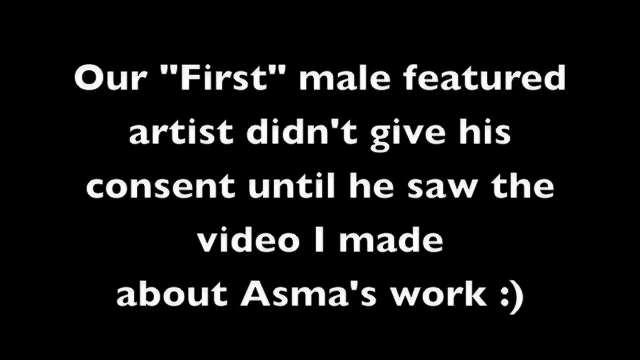 Our "First" male featured
artist didn't give his
consent until he saw the
video I made
about Asma's work :)